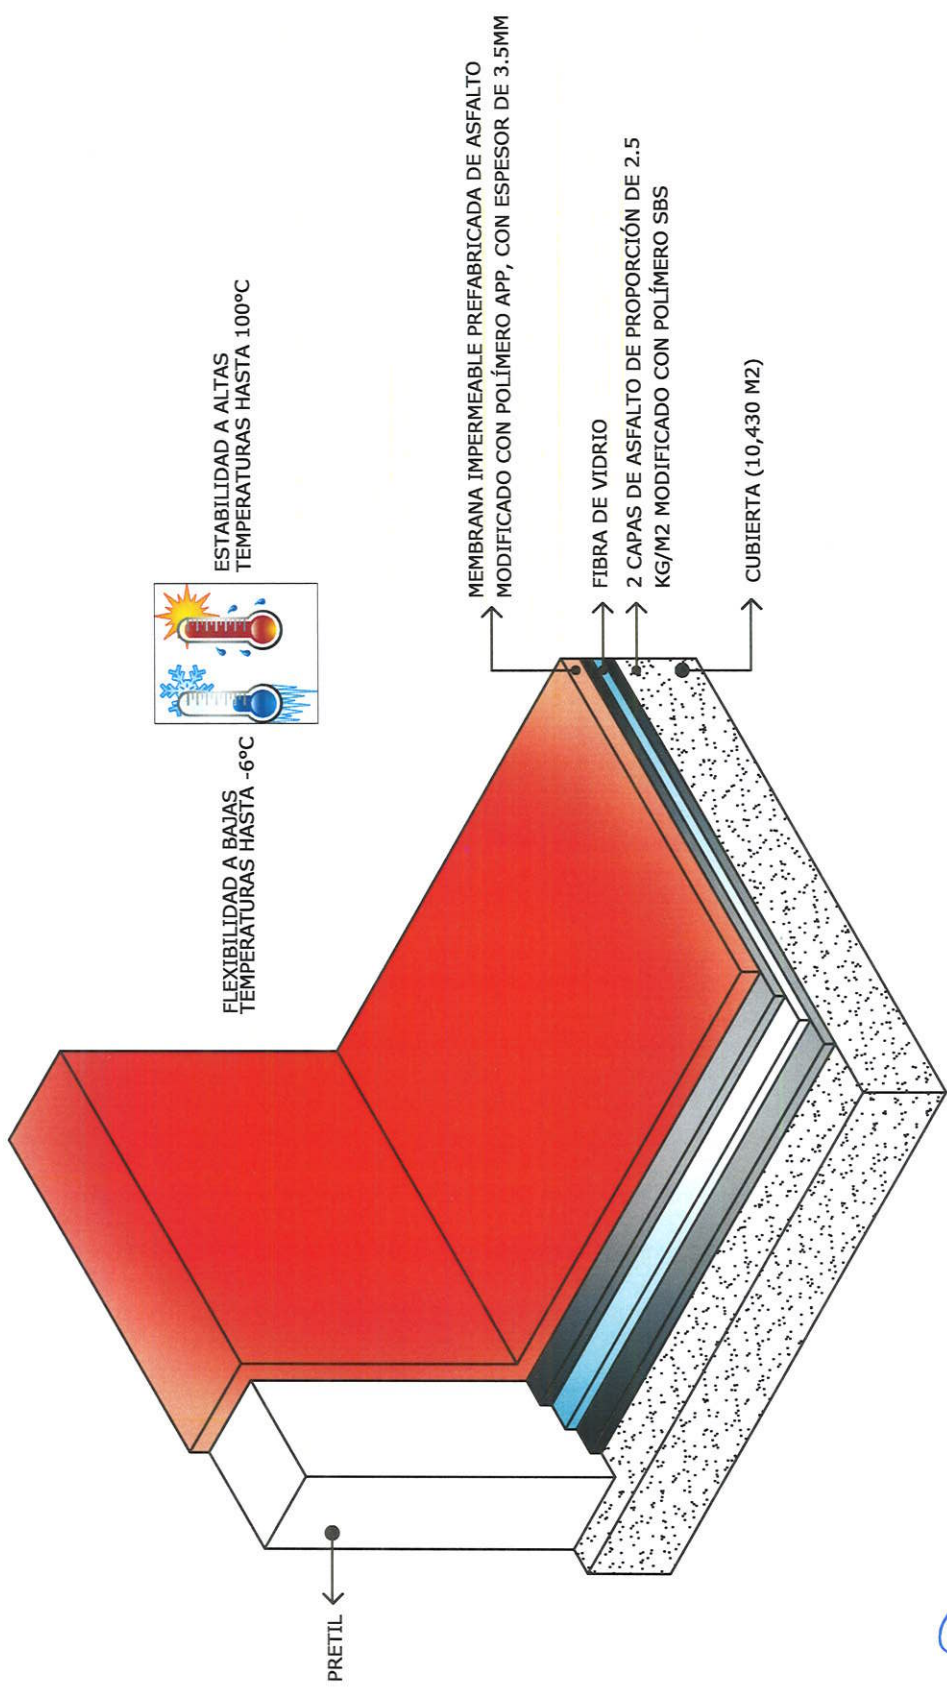 FLEXIBILIDAD A BAJAS
TEMPERATURAS HASTA -6°C
ESTABILIDAD A ALTAS
TEMPERATURAS HASTA 100°C
PRETIL
MEMBRANA IMPERMEABLE PREFABRICADA DE ASFALTO
MODIFICADO CON POLÍMERO APP, CON ESPESOR DE 3.5MM
FIBRA DE VIDRIO
2 CAPAS DE ASFALTO DE PROPORCIÓN DE 2.5
KG/M2 MODIFICADO CON POLÍMERO SBS
CUBIERTA (10,430 M2)